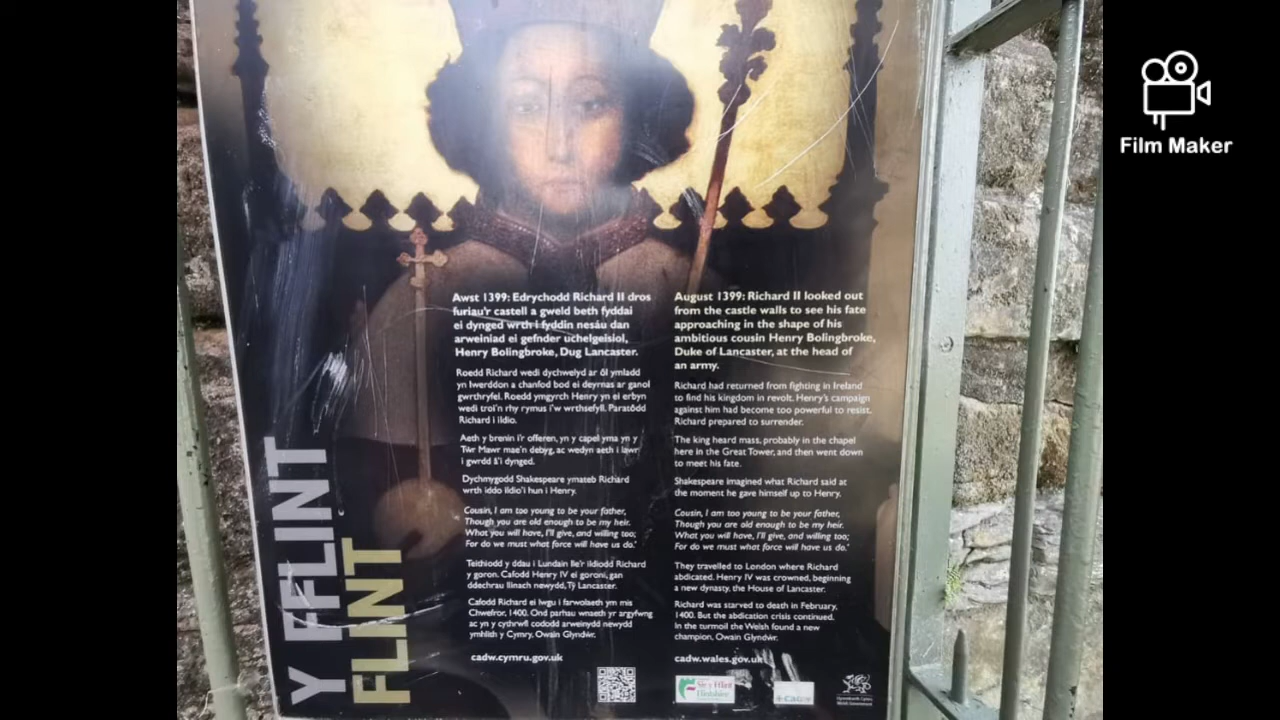 Film Maker
Awst 1399: Edrychodd Richard II dros
furiau'r castell a gweld beth fyddai
ei dynged wrth i fyddin nesáu dan
arweiniad ei gefnder uchelgeisiol,
Henry Bolingbroke, Dug Lancaster.
Roedd Richard wedi dychwelyd ar ôl ymladd
yn Iwerddon a chanfod bod ei deyrnas ar ganol
gwrthryfel. Roedd ymgyrch Henry yn ei erbyn
wedi troi'n rhy rymus i'w wrthsefyll. Paratôdd
Richard i ildio.
Aeth y brenin i'r offeren, yn y capel yma yn y
Tŵr Mawr mae'n debyg, ac wedyn aeth i lawr
i gwrdd â'i dynged.
Dychmygodd Shakespeare ymateb Richard
wrth iddo ildio'i hun i Henry.
Cousin, I am too young to be your father,
Though you are old enough to be my heir.
What you will have, I'll give, and willing too;
For do we must what force will have us do.'
Teithiodd y ddau i Lundain lle'r ildiodd Richard
y goron. Cafodd Henry IV ei goroni, gan
ddechrau llinach newydd, Tŷ Lancaster.
Cafodd Richard ei lwgu i farwolaeth ym mis
Chwefror, 1400. Ond parhau wnaeth yr argyfwng
ac yn y cythrwfl cododd arweinydd newydd
ymhlith y Cymry, Owain Glyndŵr.
cadw.cymru.gov.uk
August 1399: Richard II looked out
from the castle walls to see his fate
approaching in the shape of his
ambitious cousin Henry Bolingbroke,
Duke of Lancaster, at the head of
an army.
Richard had returned from fighting in Ireland
to find his kingdom in revolt. Henry's campaign
against him had become too powerful to resist.
Richard prepared to surrender.
The king heard mass, probably in the chapel
here in the Great Tower, and then went down
to meet his fate.
Shakespeare imagined what Richard said at
the moment he gave himself up to Henry.
Cousin, I am too young to be your father,
Though you are old enough to be my heir.
What you will have, I'll give, and willing too;
For do we must what force will have us do.'
They travelled to London where Richard
abdicated. Henry IV was crowned, beginning
a new dynasty, the House of Lancaster.
Richard was starved to death in February,
1400. But the abdication crisis continued.
In the turmoil the Welsh found a new
champion, Owain Glyndŵr.
cadw.wales.gov.uk
Y FFLINT
FLINT
Sir y Fflint
Flintshire
Cadw
Llywodraeth Cymru
Welsh Government